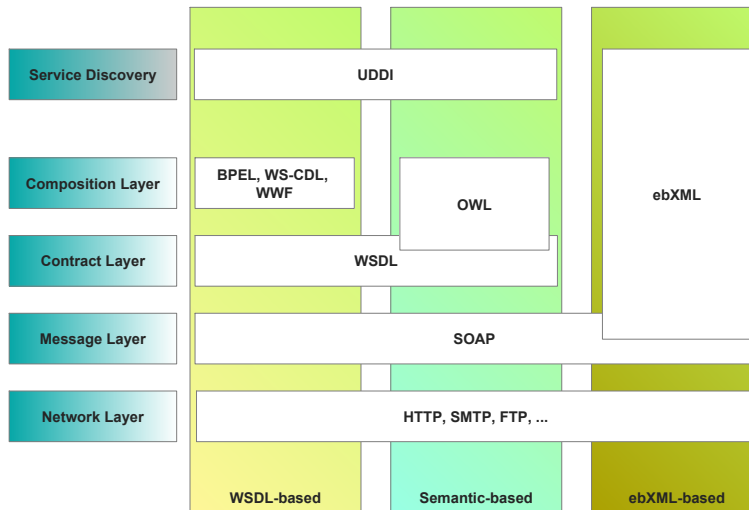 Service Discovery
UDDI
Composition Layer
BPEL, WS-CDL,
WWF
OWL
ebXML
Contract Layer
WSDL
Message Layer
SOAP
Network Layer
HTTP, SMTP, FTP, ...
WSDL-based
Semantic-based
ebXML-based